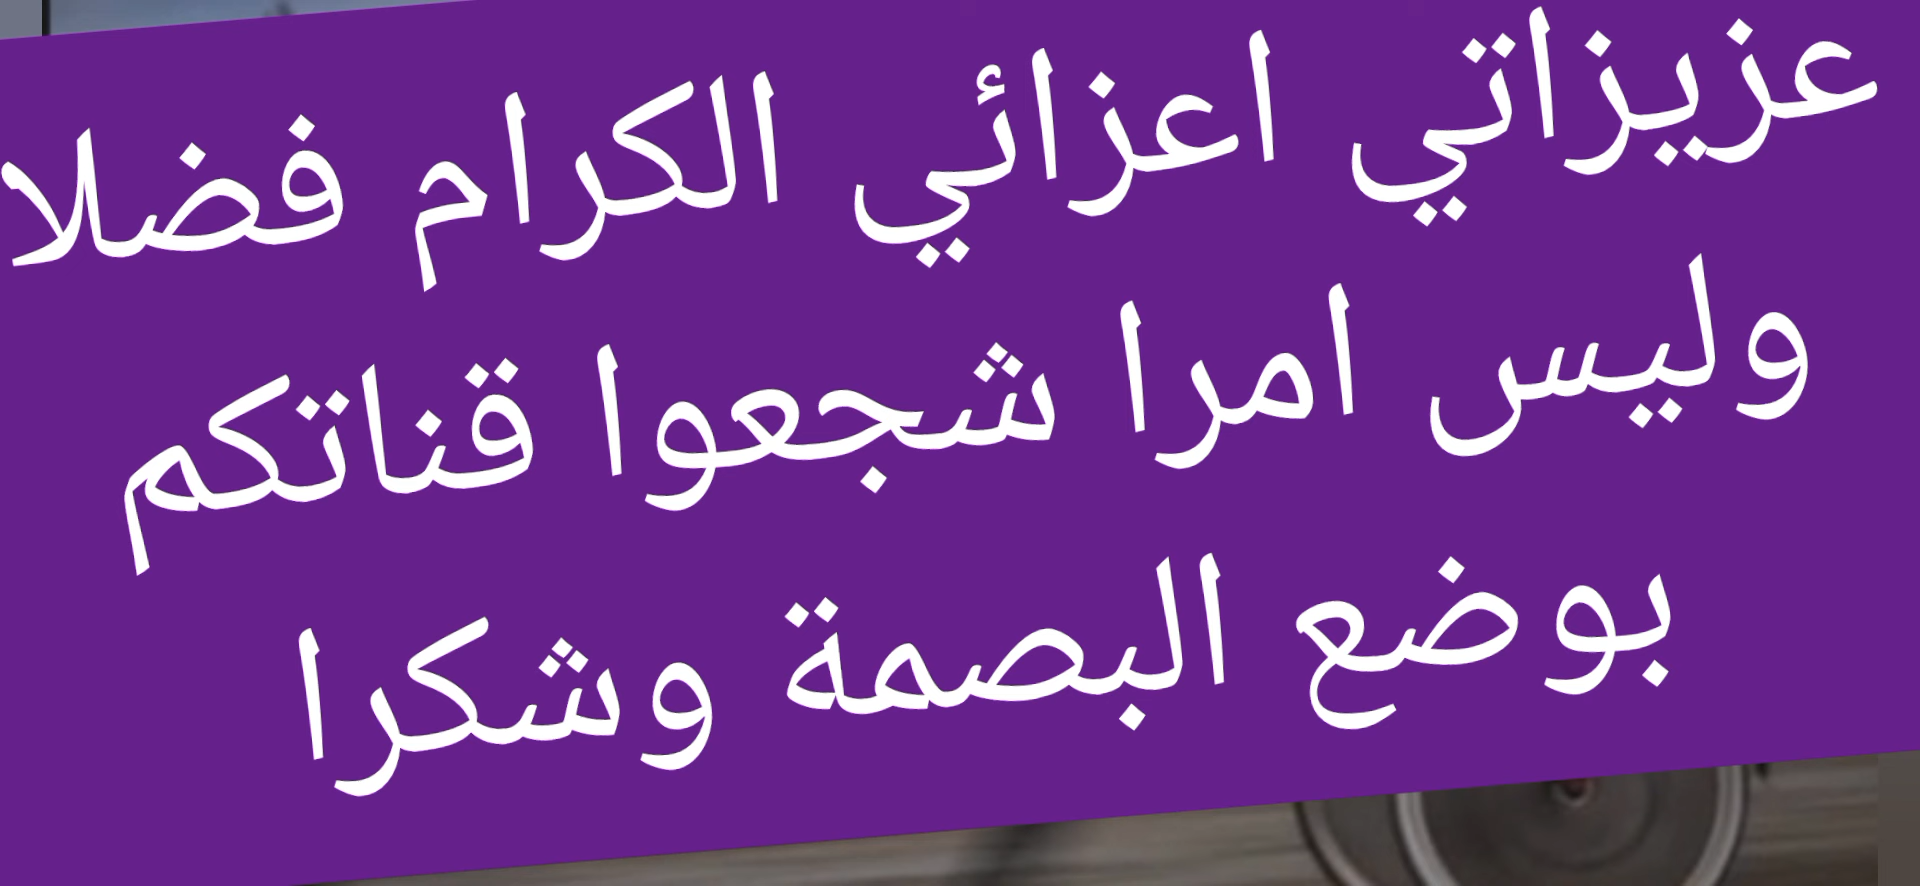 عزيزاتي اعزائي الكرام فضلا
وليس امرا شجعوا قناتكم
بوضع البصمة وشكرا